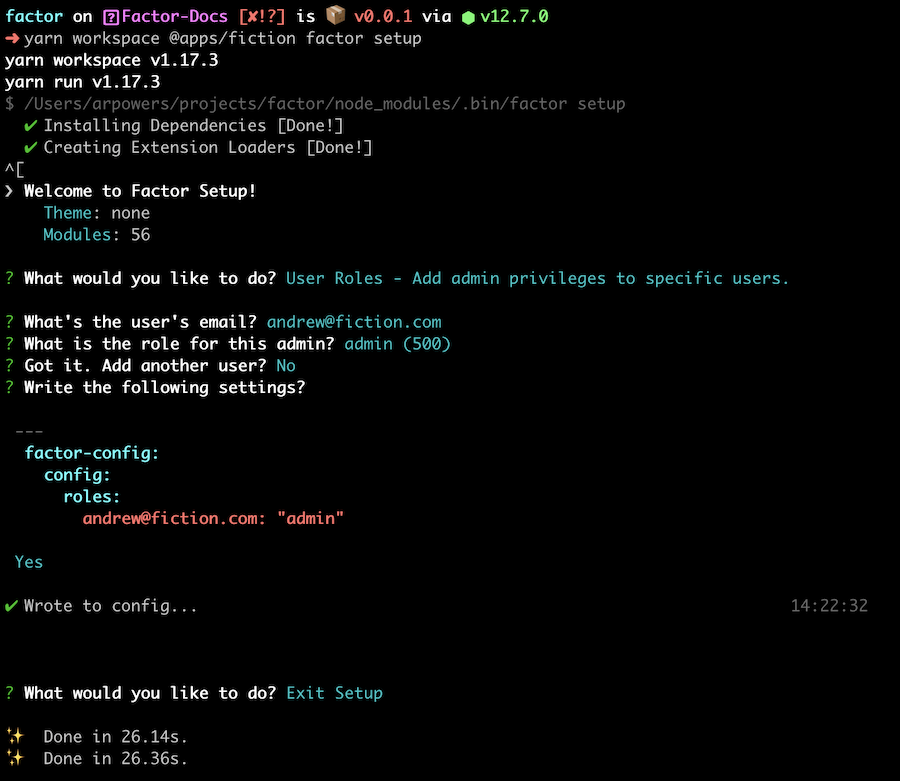 factor on Factor-Docs [✘!?] is 📦 v0.0.1 via ⬢ v12.7.0
➜ yarn workspace @apps/fiction factor setup
yarn workspace v1.17.3
yarn run v1.17.3
$ /Users/arpowers/projects/factor/node_modules/.bin/factor setup
✔ Installing Dependencies [Done!]
✔ Creating Extension Loaders [Done!]
^[
❯ Welcome to Factor Setup!
Theme: none
Modules: 56
? What would you like to do? User Roles - Add admin privileges to specific users.
? What's the user's email? andrew@fiction.com
? What is the role for this admin? admin (500)
? Got it. Add another user? No
? Write the following settings?
---
factor-config:
config:
roles:
andrew@fiction.com: "admin"
Yes
✔ Wrote to config... 14:22:32
? What would you like to do? Exit Setup
✨ Done in 26.14s.
✨ Done in 26.36s.